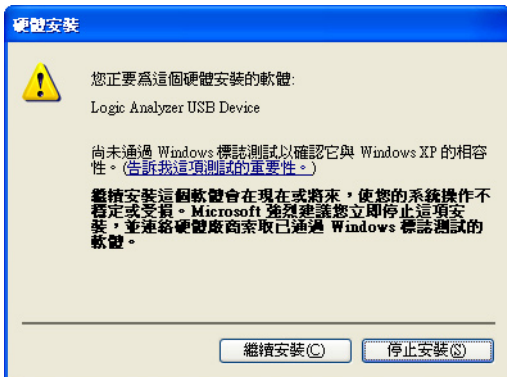 硬體安裝
您正要為這個硬體安裝的軟體:
Logic Analyzer USB Device
尚未通過 Windows 標誌測試以確認它與 Windows XP 的相容
性。(告訴我這項測試的重要性。)
繼續安裝這個軟體會在現在或將來，使您的系統操作不
穩定或受損。Microsoft 強烈建議您立即停止這項安
裝，並連絡硬體廠商索取已通過 Windows 標誌測試的
軟體。
繼續安裝(C)
停止安裝(S)